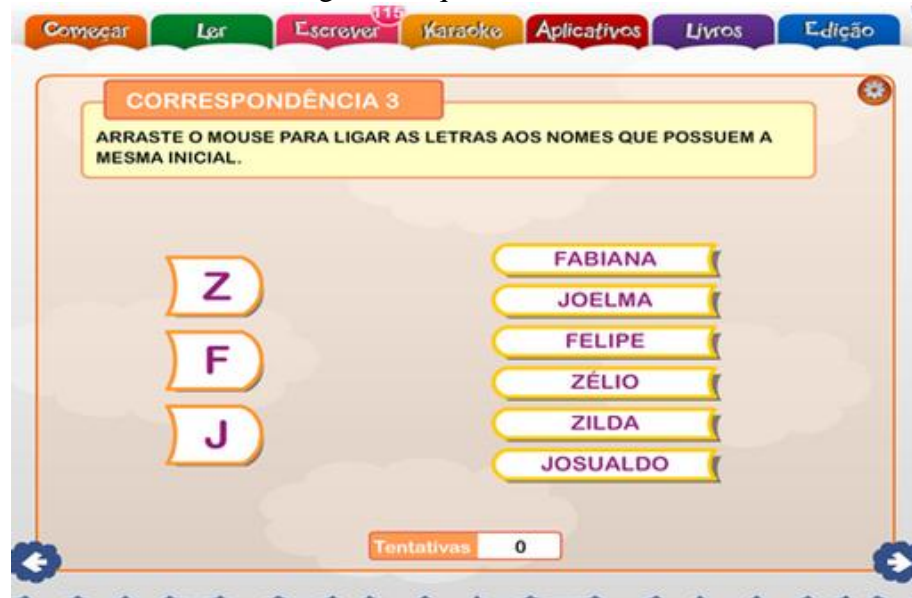 115
Começar Ler Escrever Karaoke Aplicativos Livros Edição
CORRESPONDÊNCIA 3
ARRASTE O MOUSE PARA LIGAR AS LETRAS AOS NOMES QUE POSSUEM A
MESMA INICIAL.
Z
F
J
FABIANA
JOELMA
FELIPE
ZÉLIO
ZILDA
JOSUALDO
Tentativas 0